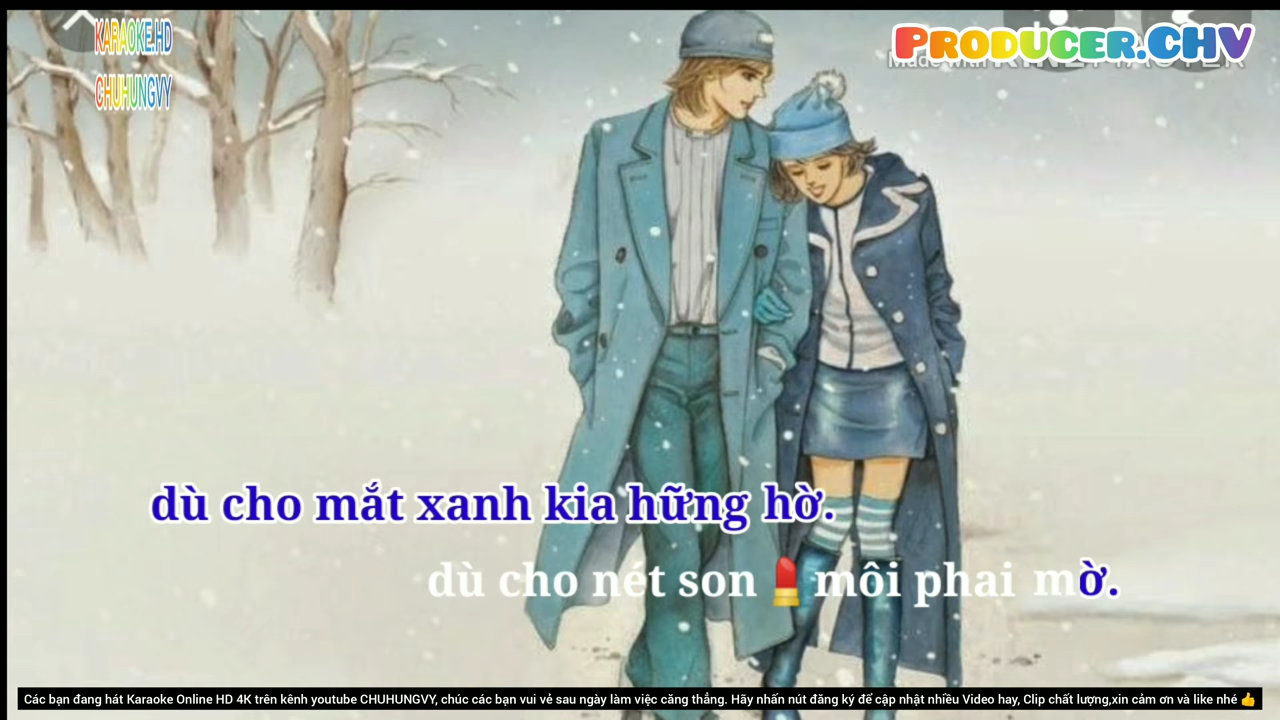 KARAOKE.HD
CHUHUNGVY
PRODUCER.CHV
Made with KINEMASTER
dù cho mắt xanh kia hững hờ.
dù cho nét son 💄 môi phai mờ.
Các bạn đang hát Karaoke Online HD 4K trên kênh youtube CHUHUNGVY, chúc các bạn vui vẻ sau ngày làm việc căng thẳng. Hãy nhấn nút đăng ký để cập nhật nhiều Video hay, Clip chất lượng,xin cảm ơn và like nhé 👍